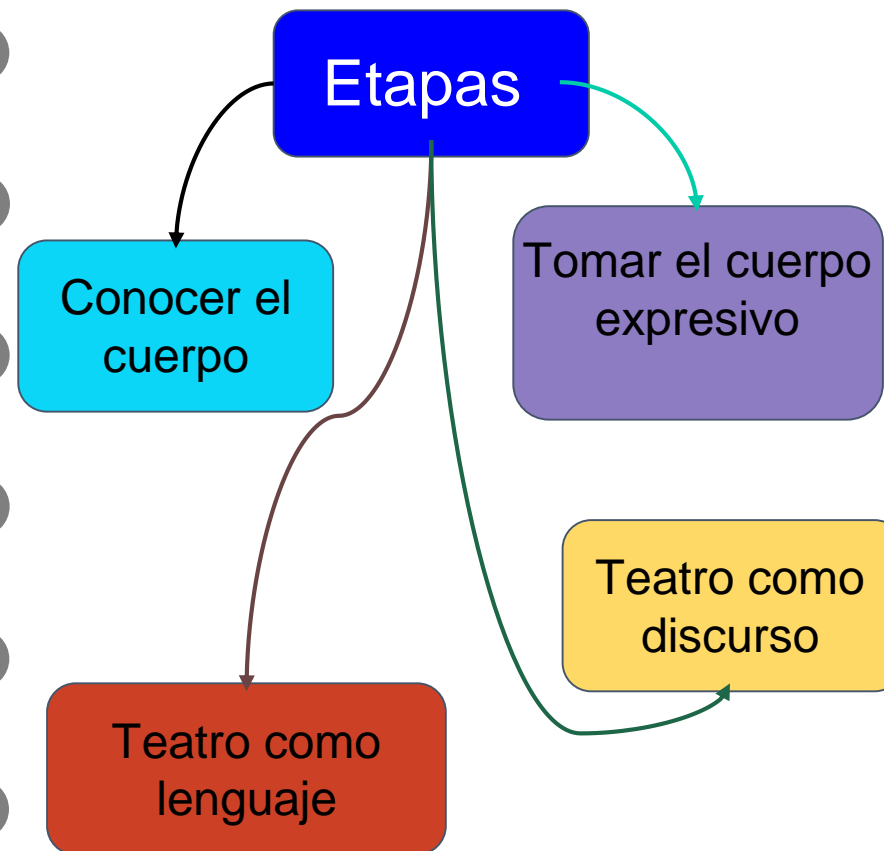 Etapas
Conocer el
cuerpo
Tomar el cuerpo
expresivo
Teatro como
lenguaje
Teatro como
discurso